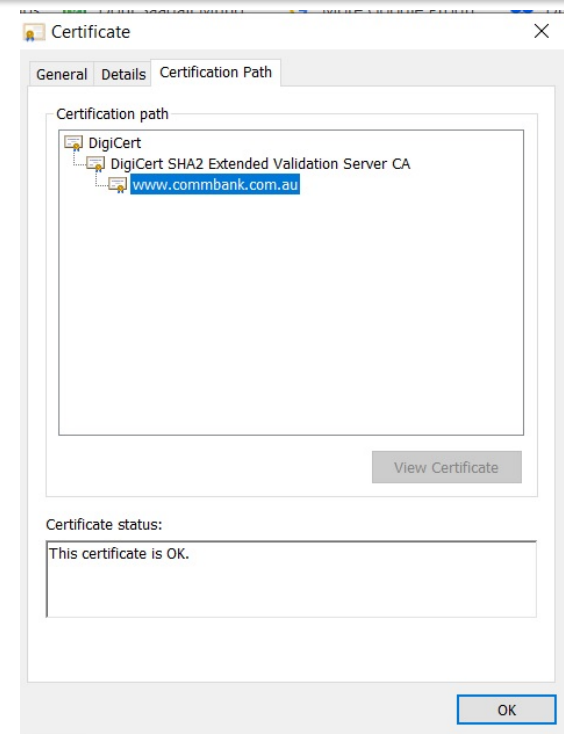 Certificate
General Details Certification Path
Certification path
DigiCert
DigiCert SHA2 Extended Validation Server CA
www.commbank.com.au
View Certificate
Certificate status:
This certificate is OK.
OK